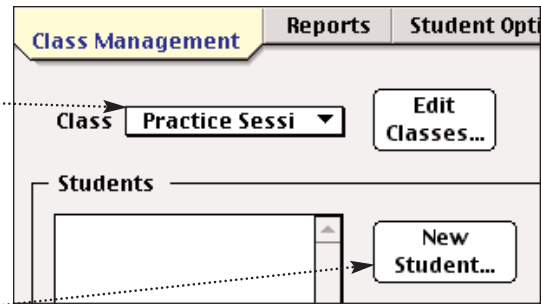 Class Management Reports Student Opti
Class Practice Sessi Edit Classes...
Students
New Student...